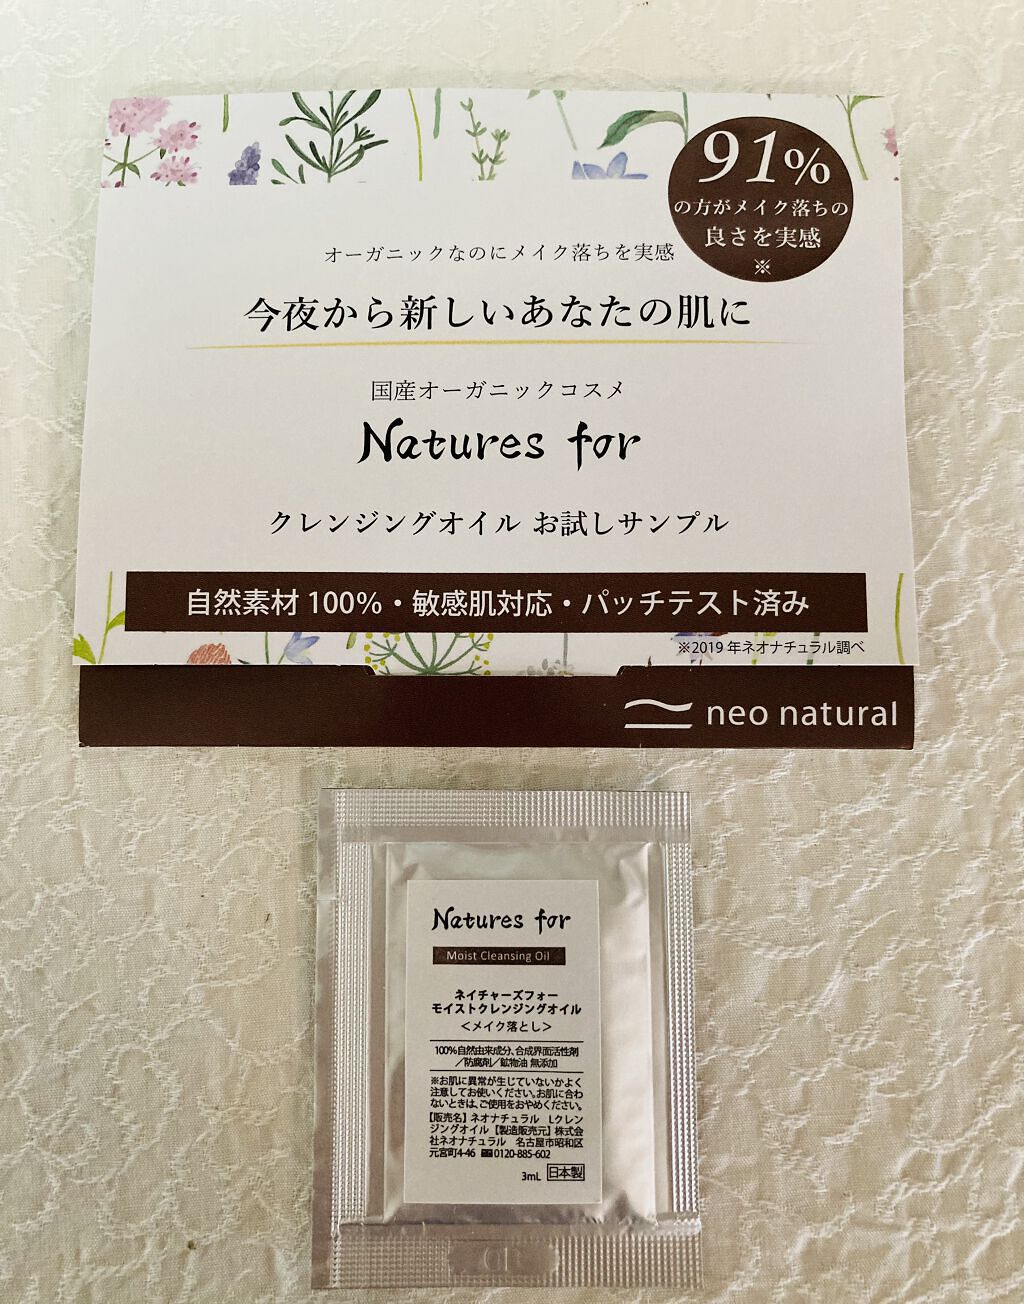 91%
の方がメイク落ちの
良さを実感
※
オーガニックなのにメイク落ちを実感
今夜から新しいあなたの肌に
国産オーガニックコスメ
Natures for
クレンジングオイル お試しサンプル
自然素材 100%・敏感肌対応・パッチテスト済み
※2019 年ネオナチュラル調べ
neo natural
Natures for
Moist Cleansing Oil
ネイチャーズフォー
モイストクレンジングオイル
<メイク落とし>
100%自然由来成分、合成界面活性剤
/防腐剤/鉱物油 無添加
※お肌に異常が生じていないかよく
注意してお使いください。お肌に合わ
ないときは、ご使用をおやめください。
【販売名】ネオナチュラル Lクレン
ジングオイル【製造販売元】株式会
社ネオナチュラル 名古屋市昭和区
元宮町4-46 ☎0120-885-602
3mL 日本製